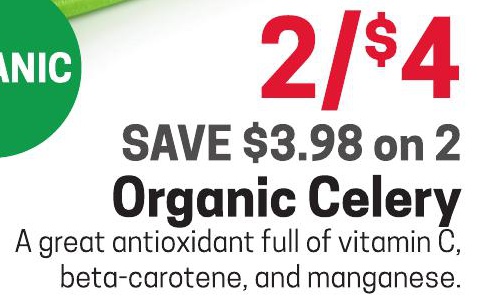 ANIC
2/$4
SAVE $3.98 on 2
Organic Celery
A great antioxidant full of vitamin C,
beta-carotene, and manganese.